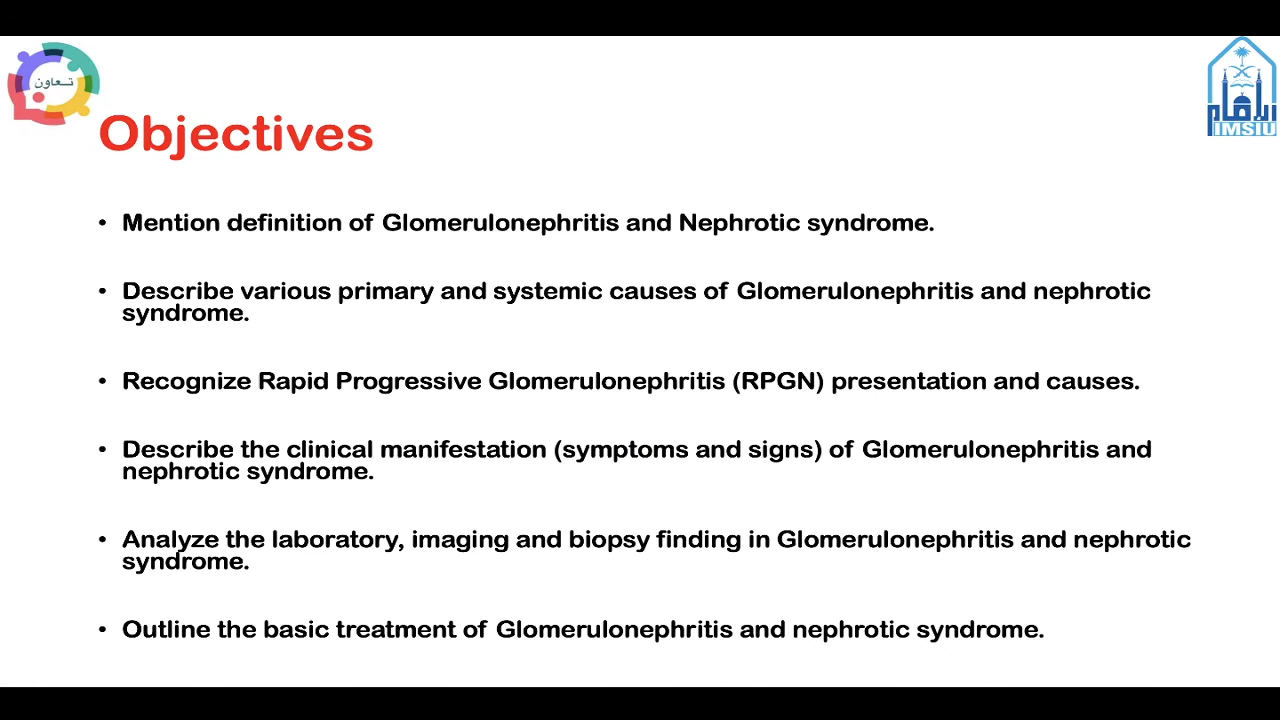 تعاون
الإمام
IMSIU
Objectives
• Mention definition of Glomerulonephritis and Nephrotic syndrome.
• Describe various primary and systemic causes of Glomerulonephritis and nephrotic
syndrome.
• Recognize Rapid Progressive Glomerulonephritis (RPGN) presentation and causes.
• Describe the clinical manifestation (symptoms and signs) of Glomerulonephritis and
nephrotic syndrome.
• Analyze the laboratory, imaging and biopsy finding in Glomerulonephritis and nephrotic
syndrome.
• Outline the basic treatment of Glomerulonephritis and nephrotic syndrome.